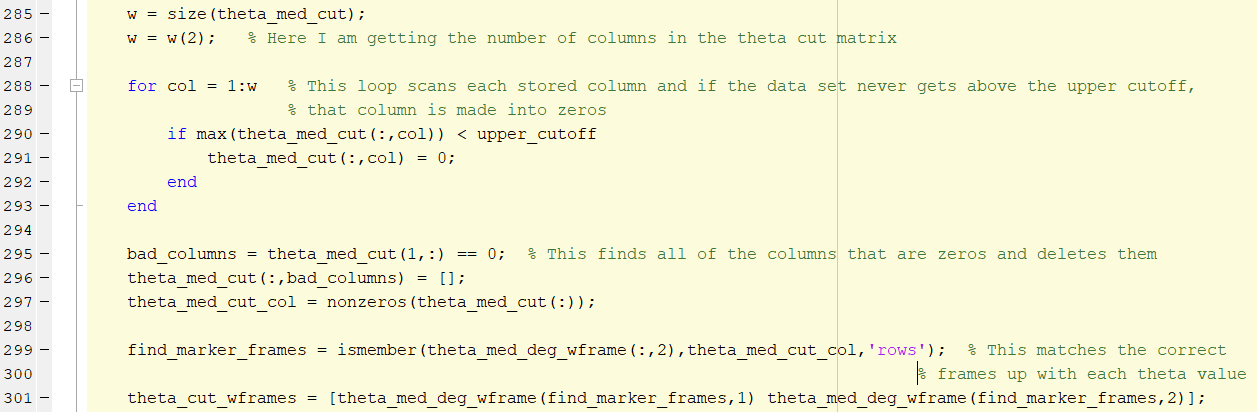 285 – w = size(theta_med_cut);
286 – w = w(2);   % Here I am getting the number of columns in the theta cut matrix
287
288 – for col = 1:w   % This loop scans each stored column and if the data set never gets above the upper cutoff,
289 % that column is made into zeros
290 – if max(theta_med_cut(:,col)) < upper_cutoff
291 – theta_med_cut(:,col) = 0;
292 – end
293 – end
294
295 – bad_columns = theta_med_cut(1,:) == 0;  % This finds all of the columns that are zeros and deletes them
296 – theta_med_cut(:,bad_columns) = [];
297 – theta_med_cut_col = nonzeros(theta_med_cut(:));
298
299 – find_marker_frames = ismember(theta_med_deg_wframe(:,2),theta_med_cut_col,'rows');  % This matches the correct
300 % frames up with each theta value
301 – theta_cut_wframes = [theta_med_deg_wframe(find_marker_frames,1) theta_med_deg_wframe(find_marker_frames,2)];